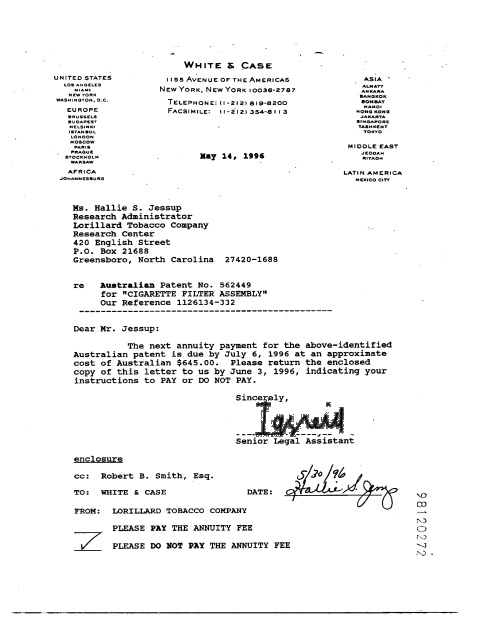 WHITE & CASE
1155 AVENUE OF THE AMERICAS
NEW YORK, NEW YORK 10036-2787
TELEPHONE: (1-212) 819-8200
FACSIMILE: (1-212) 354-8113
UNITED STATES
LOS ANGELES
MIAMI
NEW YORK
WASHINGTON, D.C.
EUROPE
BRUSSELS
BUDAPEST
HELSINKI
ISTANBUL
LONDON
MOSCOW
PARIS
PRAGUE
STOCKHOLM
WARSAW
AFRICA
JOHANNESBURG
ASIA
ALMATY
ANKARA
BANGKOK
BOMBAY
HANOI
HONG KONG
JAKARTA
SINGAPORE
TASHKENT
TOKYO
MIDDLE EAST
JEDDAH
RIYADH
LATIN AMERICA
MEXICO CITY
May 14, 1996
Ms. Hallie S. Jessup
Research Administrator
Lorillard Tobacco Company
Research Center
420 English Street
P.O. Box 21688
Greensboro, North Carolina 27420-1688
re Australian Patent No. 562449
for "CIGARETTE FILTER ASSEMBLY"
Our Reference 1126134-332
Dear Mr. Jessup:
The next annuity payment for the above-identified
Australian patent is due by July 6, 1996 at an approximate
cost of Australian $645.00. Please return the enclosed
copy of this letter to us by June 3, 1996, indicating your
instructions to PAY or DO NOT PAY.
Sincerely,
Senior Legal Assistant
enclosure
cc: Robert B. Smith, Esq.
TO: WHITE & CASE
DATE: 5/30/96
Hallie S.
FROM: LORILLARD TOBACCO COMPANY
PLEASE PAY THE ANNUITY FEE
PLEASE DO NOT PAY THE ANNUITY FEE
98120272